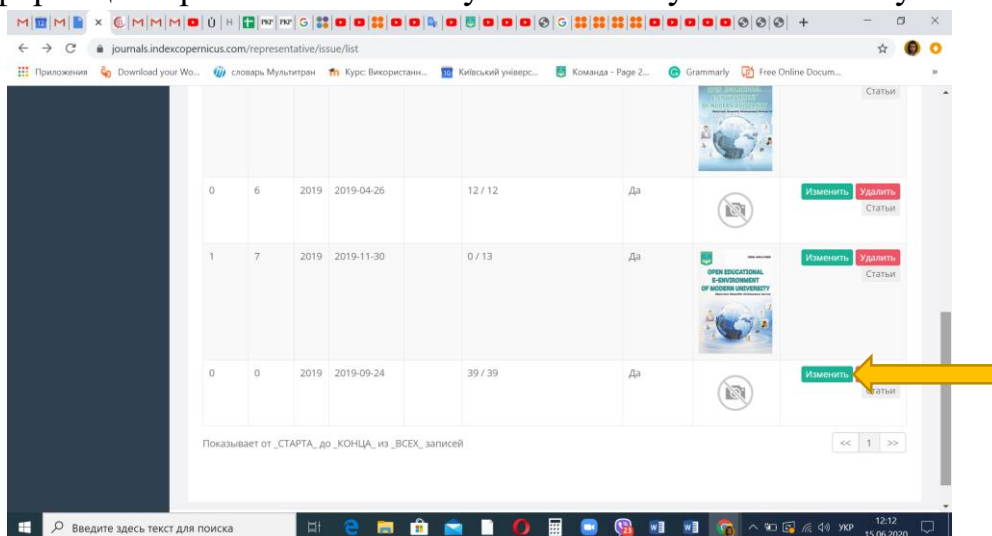 journals.indexcopernicus.com/representative/issue/list
Приложения Download your Wo... словарь Мультитран Курс: Використанн... Київський універс... Команда - Page 2... Grammarly Free Online Docum... »
Статьи
0 6 2019 2019-04-26 12 / 12 Да Изменить Удалить
Статьи
1 7 2019 2019-11-30 0 / 13 Да Изменить Удалить
Статьи
OPEN EDUCATIONAL
E-ENVIRONMENT
OF MODERN UNIVERSITY
0 0 2019 2019-09-24 39 / 39 Да Изменить
Статьи
Показывает от _СТАРТА_ до _КОНЦА_ из _ВСЕХ_ записей << 1 >>
Введите здесь текст для поиска УКР 12:12
15.06.2020